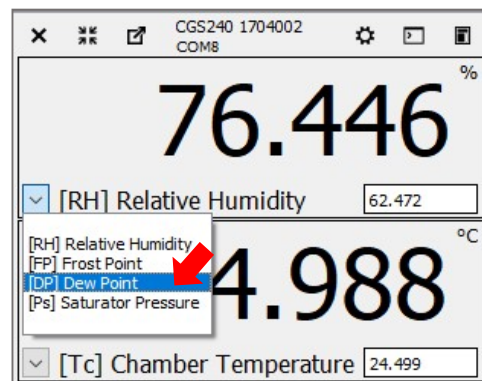 CGS240 1704002
COM8
%
76.446
[RH] Relative Humidity 62.472
[RH] Relative Humidity
[FP] Frost Point
[DP] Dew Point
[Ps] Saturator Pressure
°C
4.988
[Tc] Chamber Temperature 24.499